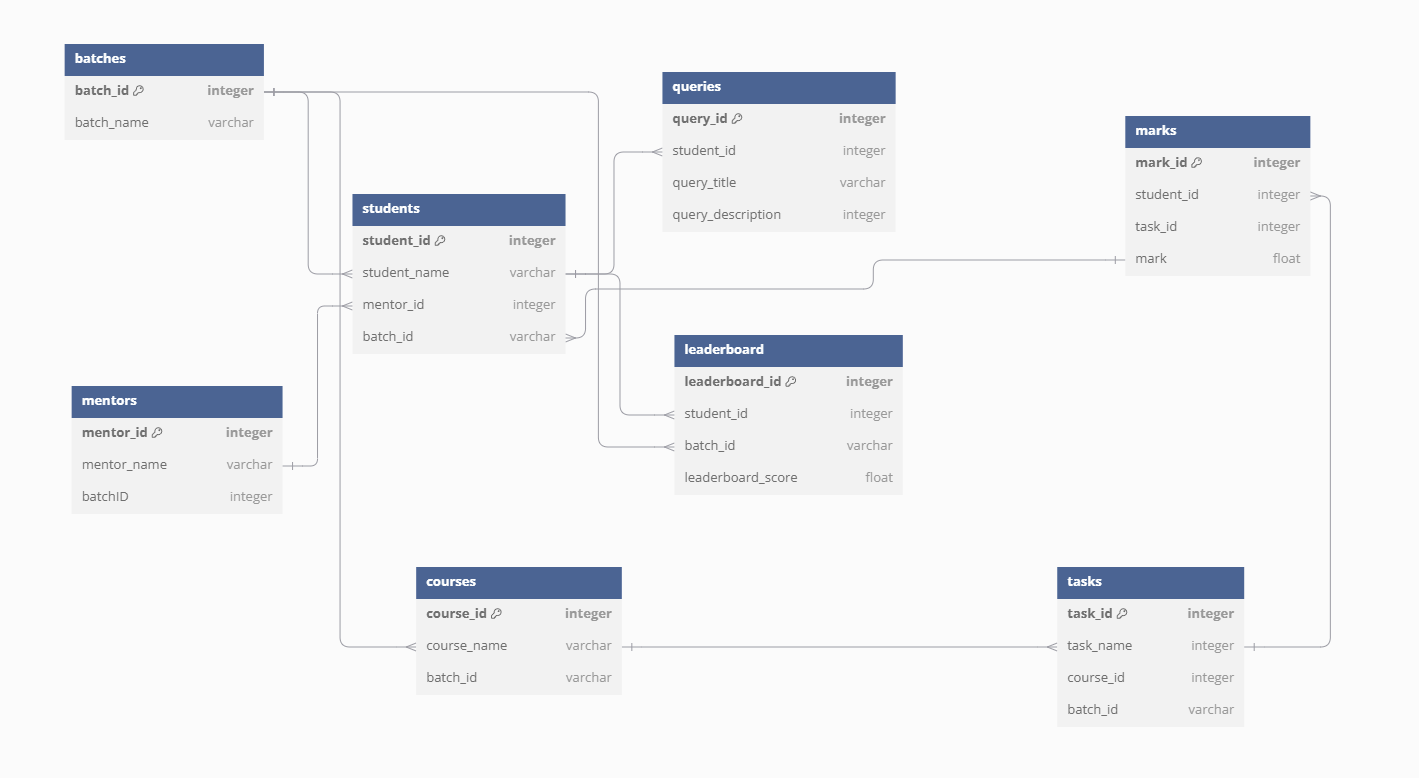 batches
batch_id integer
batch_name varchar
queries
query_id integer
student_id integer
query_title varchar
query_description integer
marks
mark_id integer
student_id integer
task_id integer
mark float
students
student_id integer
student_name varchar
mentor_id integer
batch_id varchar
leaderboard
leaderboard_id integer
student_id integer
batch_id varchar
leaderboard_score float
mentors
mentor_id integer
mentor_name varchar
batchID integer
courses
course_id integer
course_name varchar
batch_id varchar
tasks
task_id integer
task_name integer
course_id integer
batch_id varchar